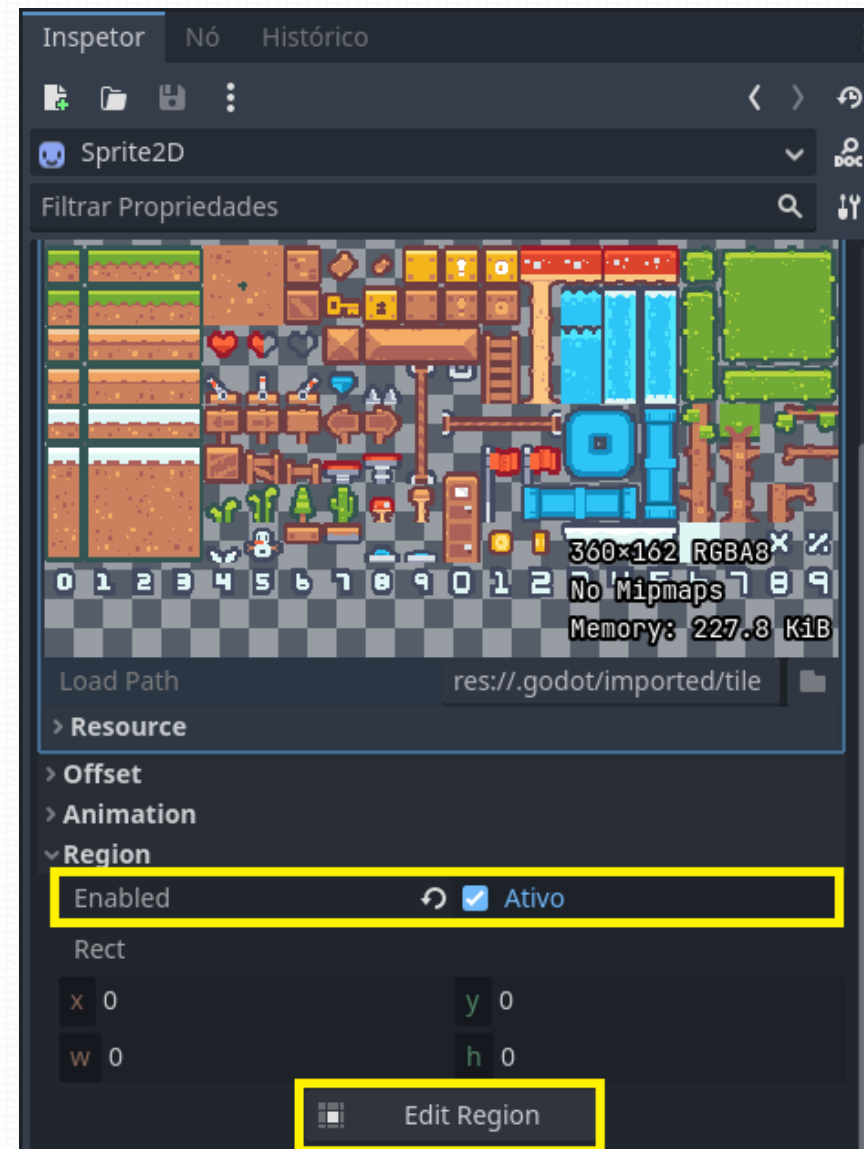 Inspetor Nó Histórico
Sprite2D
DOC
Filtrar Propriedades
360×162 RGBA8
0 1 2 3 4 5 6 7 8 9 0 1 2 7 8 9
No Mipmaps
Memory: 227.8 KiB
Load Path res://.godot/imported/tile
Resource
Offset
Animation
Region
Enabled Ativo
Rect
x 0 y 0
w 0 h 0
Edit Region